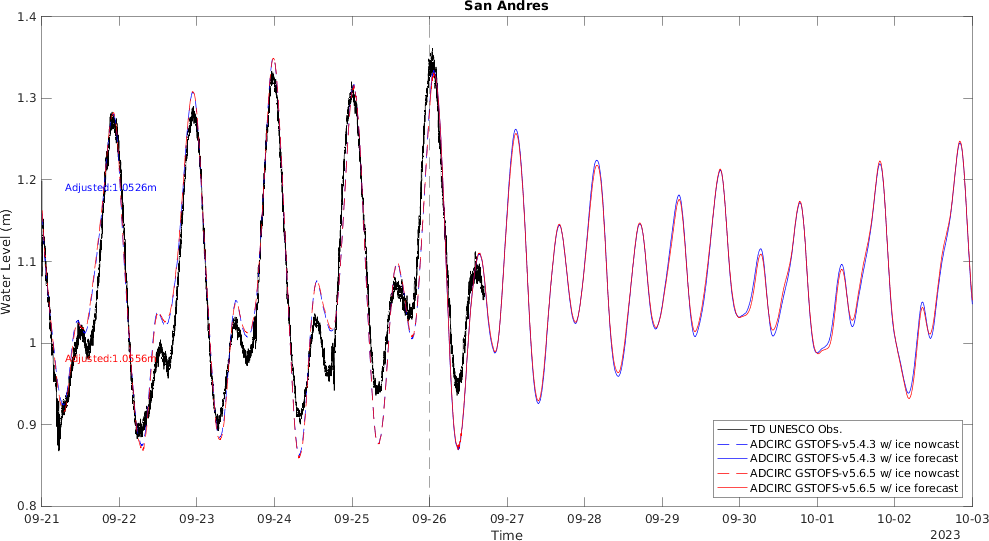 San Andres
1.4
1.3
1.2
1.1
1
0.9
0.8
Water Level (m)
Adjusted:1.0526m
Adjusted:1.0556m
TD UNESCO Obs.
ADCIRC GSTOFS-v5.4.3 w/ ice nowcast
ADCIRC GSTOFS-v5.4.3 w/ ice forecast
ADCIRC GSTOFS-v5.6.5 w/ ice nowcast
ADCIRC GSTOFS-v5.6.5 w/ ice forecast
09-21 09-22 09-23 09-24 09-25 09-26 09-27 09-28 09-29 09-30 10-01 10-02 10-03
Time
2023